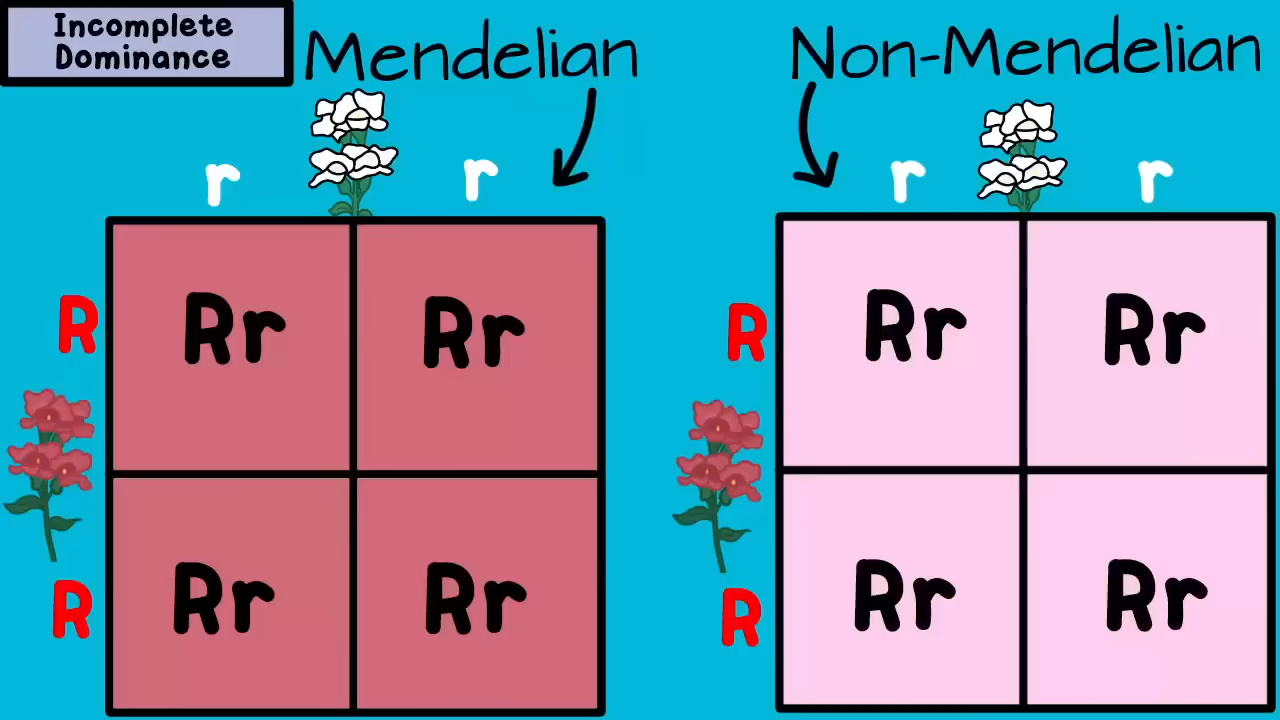 Incomplete
Dominance
Mendelian
r r
R Rr Rr
R Rr Rr
Non-Mendelian
r r
R Rr Rr
R Rr Rr